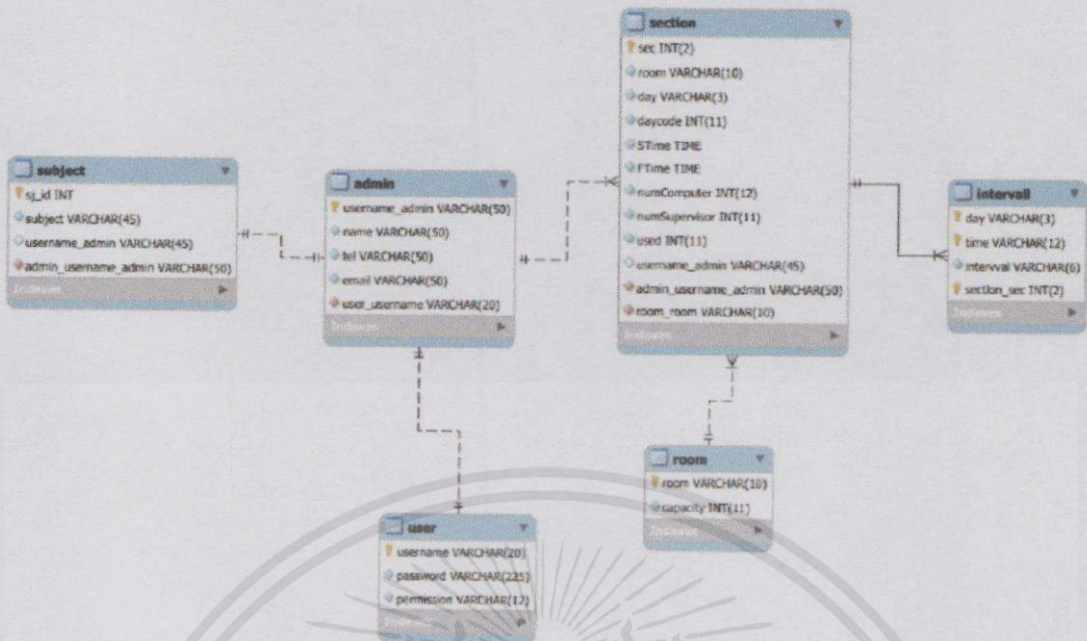 subject
sj_id INT
subject VARCHAR(45)
username_admin VARCHAR(45)
admin_username_admin VARCHAR(50)
Indexes
admin
username_admin VARCHAR(50)
name VARCHAR(50)
tel VARCHAR(50)
email VARCHAR(50)
user_username VARCHAR(20)
Indexes
section
sec INT(2)
room VARCHAR(10)
day VARCHAR(3)
daycode INT(11)
STime TIME
FTime TIME
numComputer INT(12)
numSupervisor INT(11)
used INT(11)
username_admin VARCHAR(45)
admin_username_admin VARCHAR(50)
room_room VARCHAR(10)
Indexes
intervall
day VARCHAR(3)
time VARCHAR(12)
intervval VARCHAR(6)
section_sec INT(2)
Indexes
room
room VARCHAR(10)
capacity INT(11)
Indexes
user
username VARCHAR(20)
password VARCHAR(225)
permission VARCHAR(12)
Indexes